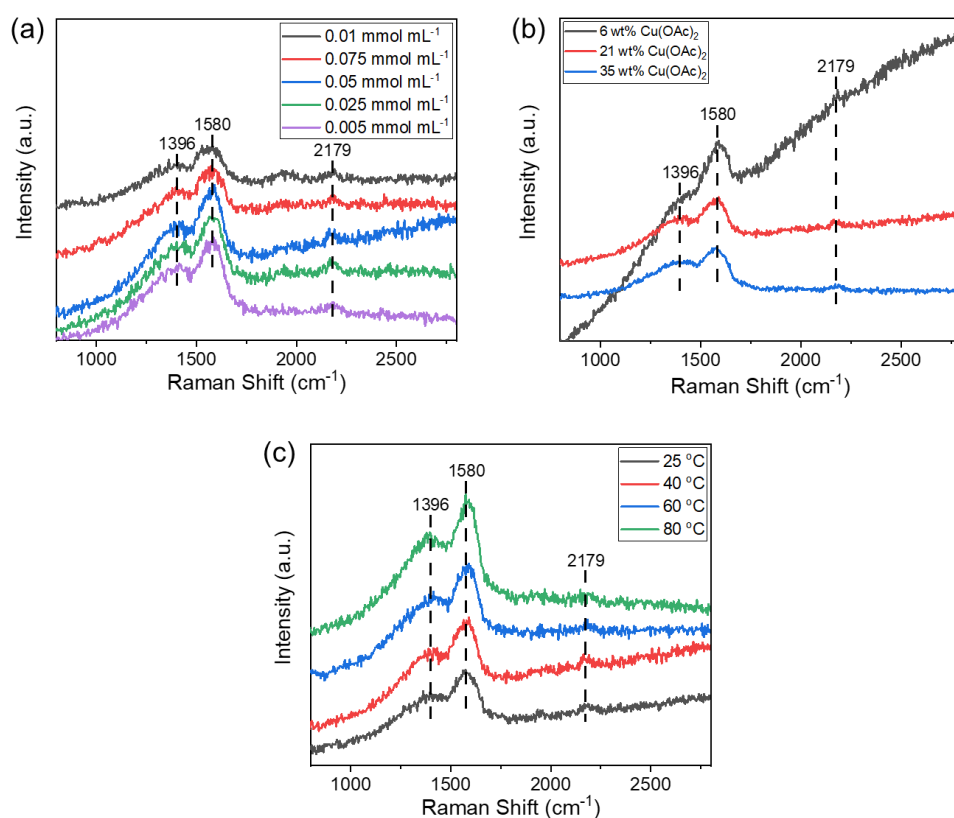 (a)
0.01 mmol mL⁻¹
0.075 mmol mL⁻¹
0.05 mmol mL⁻¹
0.025 mmol mL⁻¹
0.005 mmol mL⁻¹
1396
1580
2179
Intensity (a.u.)
1000 1500 2000 2500
Raman Shift (cm⁻¹)
(b)
6 wt% Cu(OAc)₂
21 wt% Cu(OAc)₂
35 wt% Cu(OAc)₂
1396
1580
2179
Intensity (a.u.)
1000 1500 2000 2500
Raman Shift (cm⁻¹)
(c)
25 ºC
40 ºC
60 ºC
80 ºC
1396
1580
2179
Intensity (a.u.)
1000 1500 2000 2500
Raman Shift (cm⁻¹)